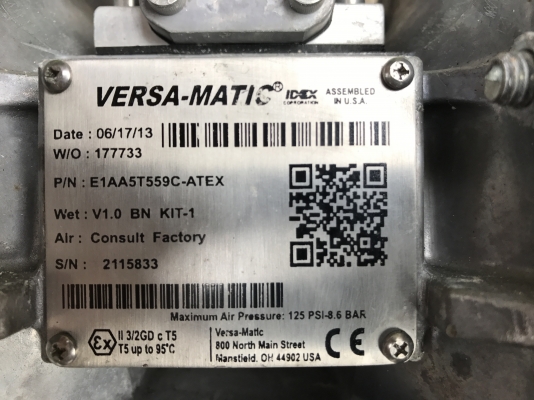 VERSA-MATIC® IDEX CORPORATION ASSEMBLED IN U.S.A.
Date : 06/17/13
W/O : 177733
P/N : E1AA5T559C-ATEX
Wet : V1.0 BN KIT-1
Air : Consult Factory
S/N : 2115833
Maximum Air Pressure: 125 PSI-8.6 BAR
Ex II 3/2GD c T5
T5 up to 95°C
Versa-Matic
800 North Main Street
Mansfield, OH 44902 USA
CE